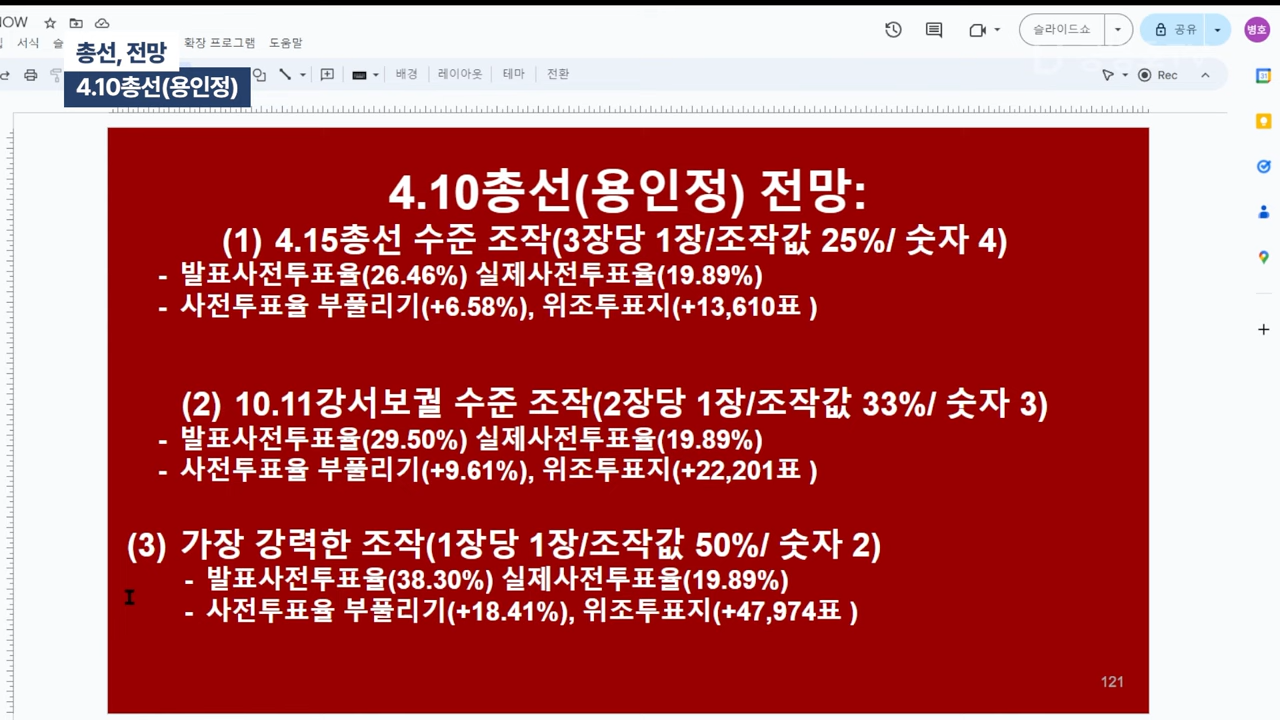 NOW
서식
슬
확장 프로그램
도움말
슬라이드쇼
공유
병호
총선, 전망
4.10총선(용인정)
배경
레이아웃
테마
전환
Rec
31
4.10총선(용인정) 전망:
(1) 4.15총선 수준 조작(3장당 1장/조작값 25%/ 숫자 4)
- 발표사전투표율(26.46%) 실제사전투표율(19.89%)
- 사전투표율 부풀리기(+6.58%), 위조투표지(+13,610표 )
(2) 10.11강서보궐 수준 조작(2장당 1장/조작값 33%/ 숫자 3)
- 발표사전투표율(29.50%) 실제사전투표율(19.89%)
- 사전투표율 부풀리기(+9.61%), 위조투표지(+22,201표 )
(3) 가장 강력한 조작(1장당 1장/조작값 50%/ 숫자 2)
- 발표사전투표율(38.30%) 실제사전투표율(19.89%)
- 사전투표율 부풀리기(+18.41%), 위조투표지(+47,974표 )
121